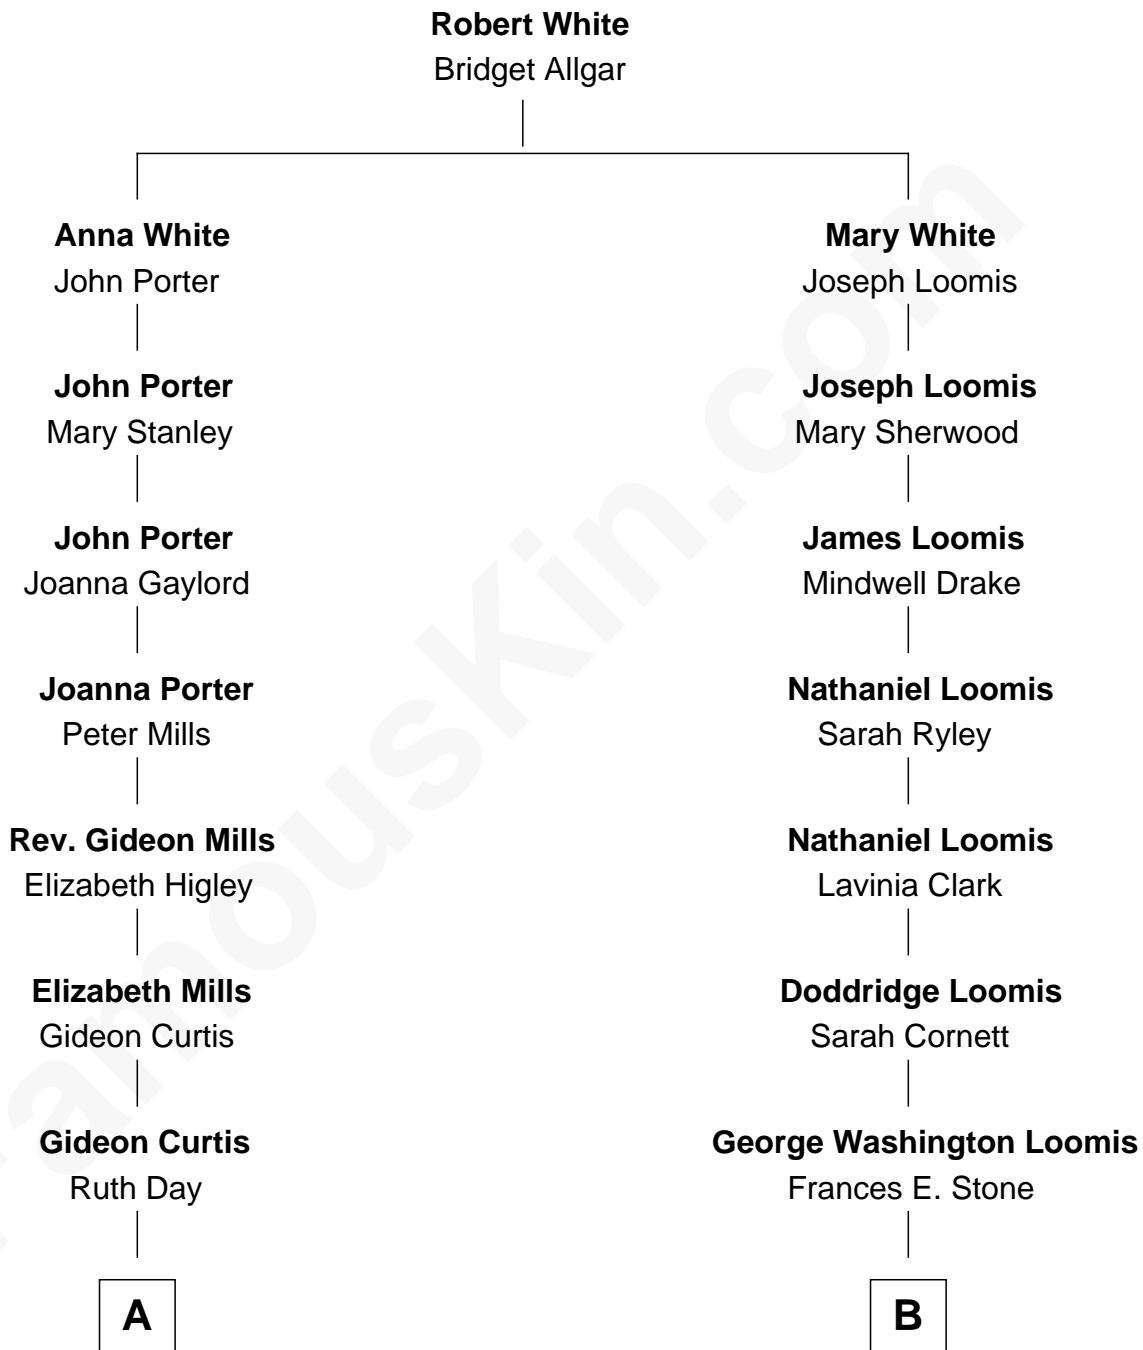 Robert White
Bridget Allgar
Anna White
John Porter
Mary White
Joseph Loomis
John Porter
Mary Stanley
Joseph Loomis
Mary Sherwood
John Porter
Joanna Gaylord
James Loomis
Mindwell Drake
Joanna Porter
Peter Mills
Nathaniel Loomis
Sarah Ryley
Rev. Gideon Mills
Elizabeth Higley
Nathaniel Loomis
Lavinia Clark
Elizabeth Mills
Gideon Curtis
Doddridge Loomis
Sarah Cornett
Gideon Curtis
Ruth Day
George Washington Loomis
Frances E. Stone
A
B
FamousKin.com